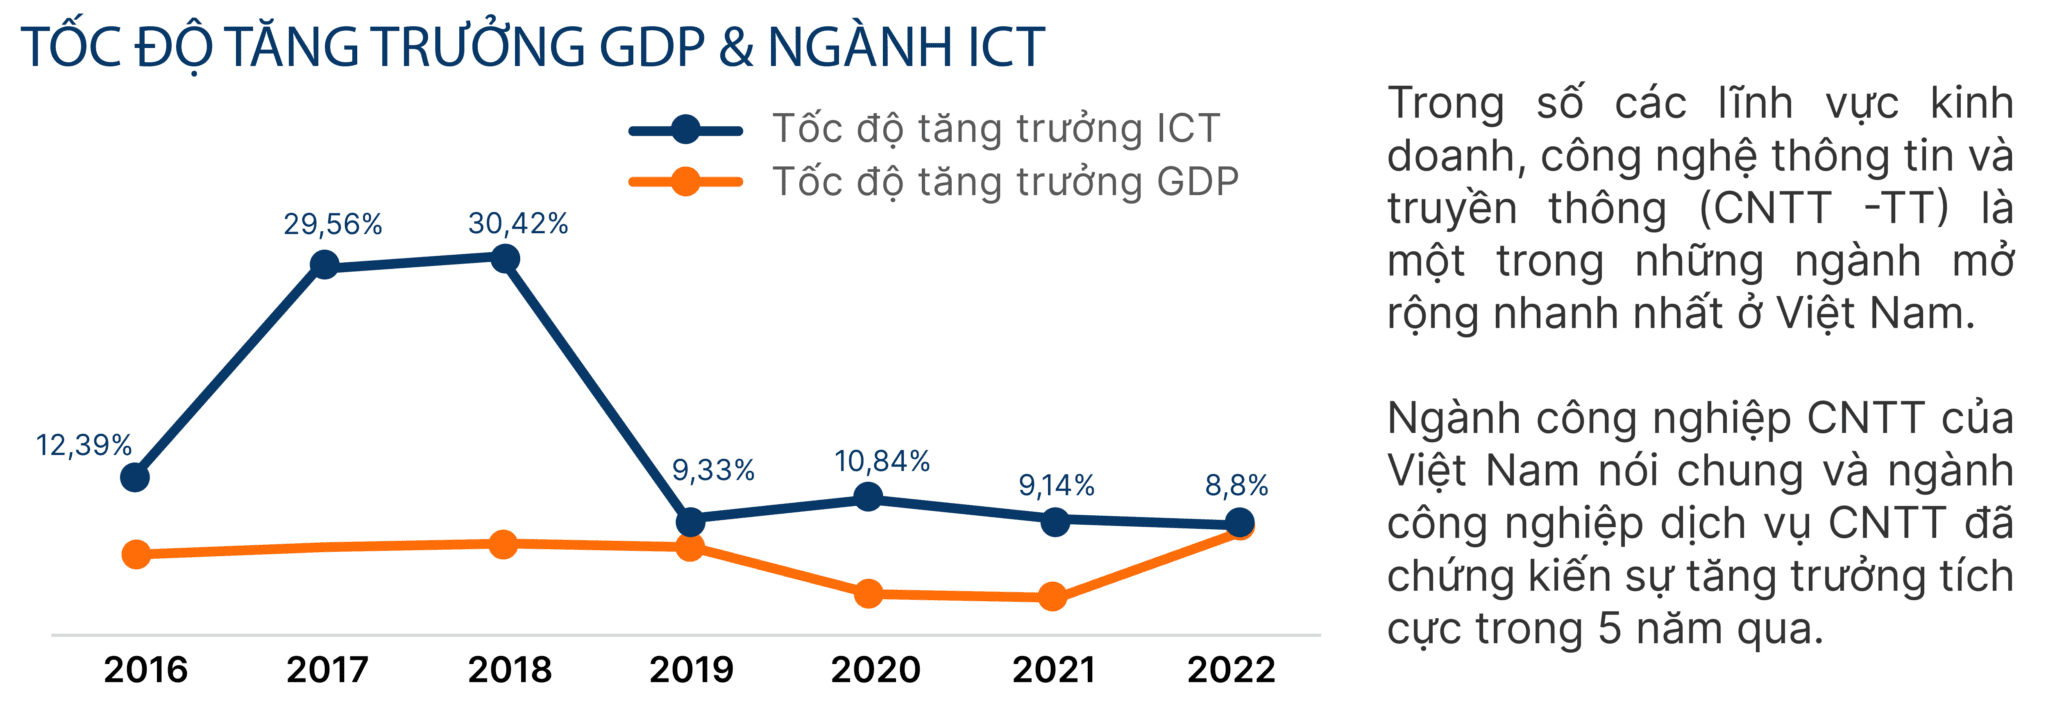 TỐC ĐỘ TĂNG TRƯỞNG GDP & NGÀNH ICT
Tốc độ tăng trưởng ICT
Tốc độ tăng trưởng GDP
29,56%
30,42%
12,39%
9,33%
10,84%
9,14%
8,8%
2016
2017
2018
2019
2020
2021
2022
Trong số các lĩnh vực kinh
doanh, công nghệ thông tin và
truyền thông (CNTT -TT) là
một trong những ngành mở
rộng nhanh nhất ở Việt Nam.
Ngành công nghiệp CNTT của
Việt Nam nói chung và ngành
công nghiệp dịch vụ CNTT đã
chứng kiến sự tăng trưởng tích
cực trong 5 năm qua.